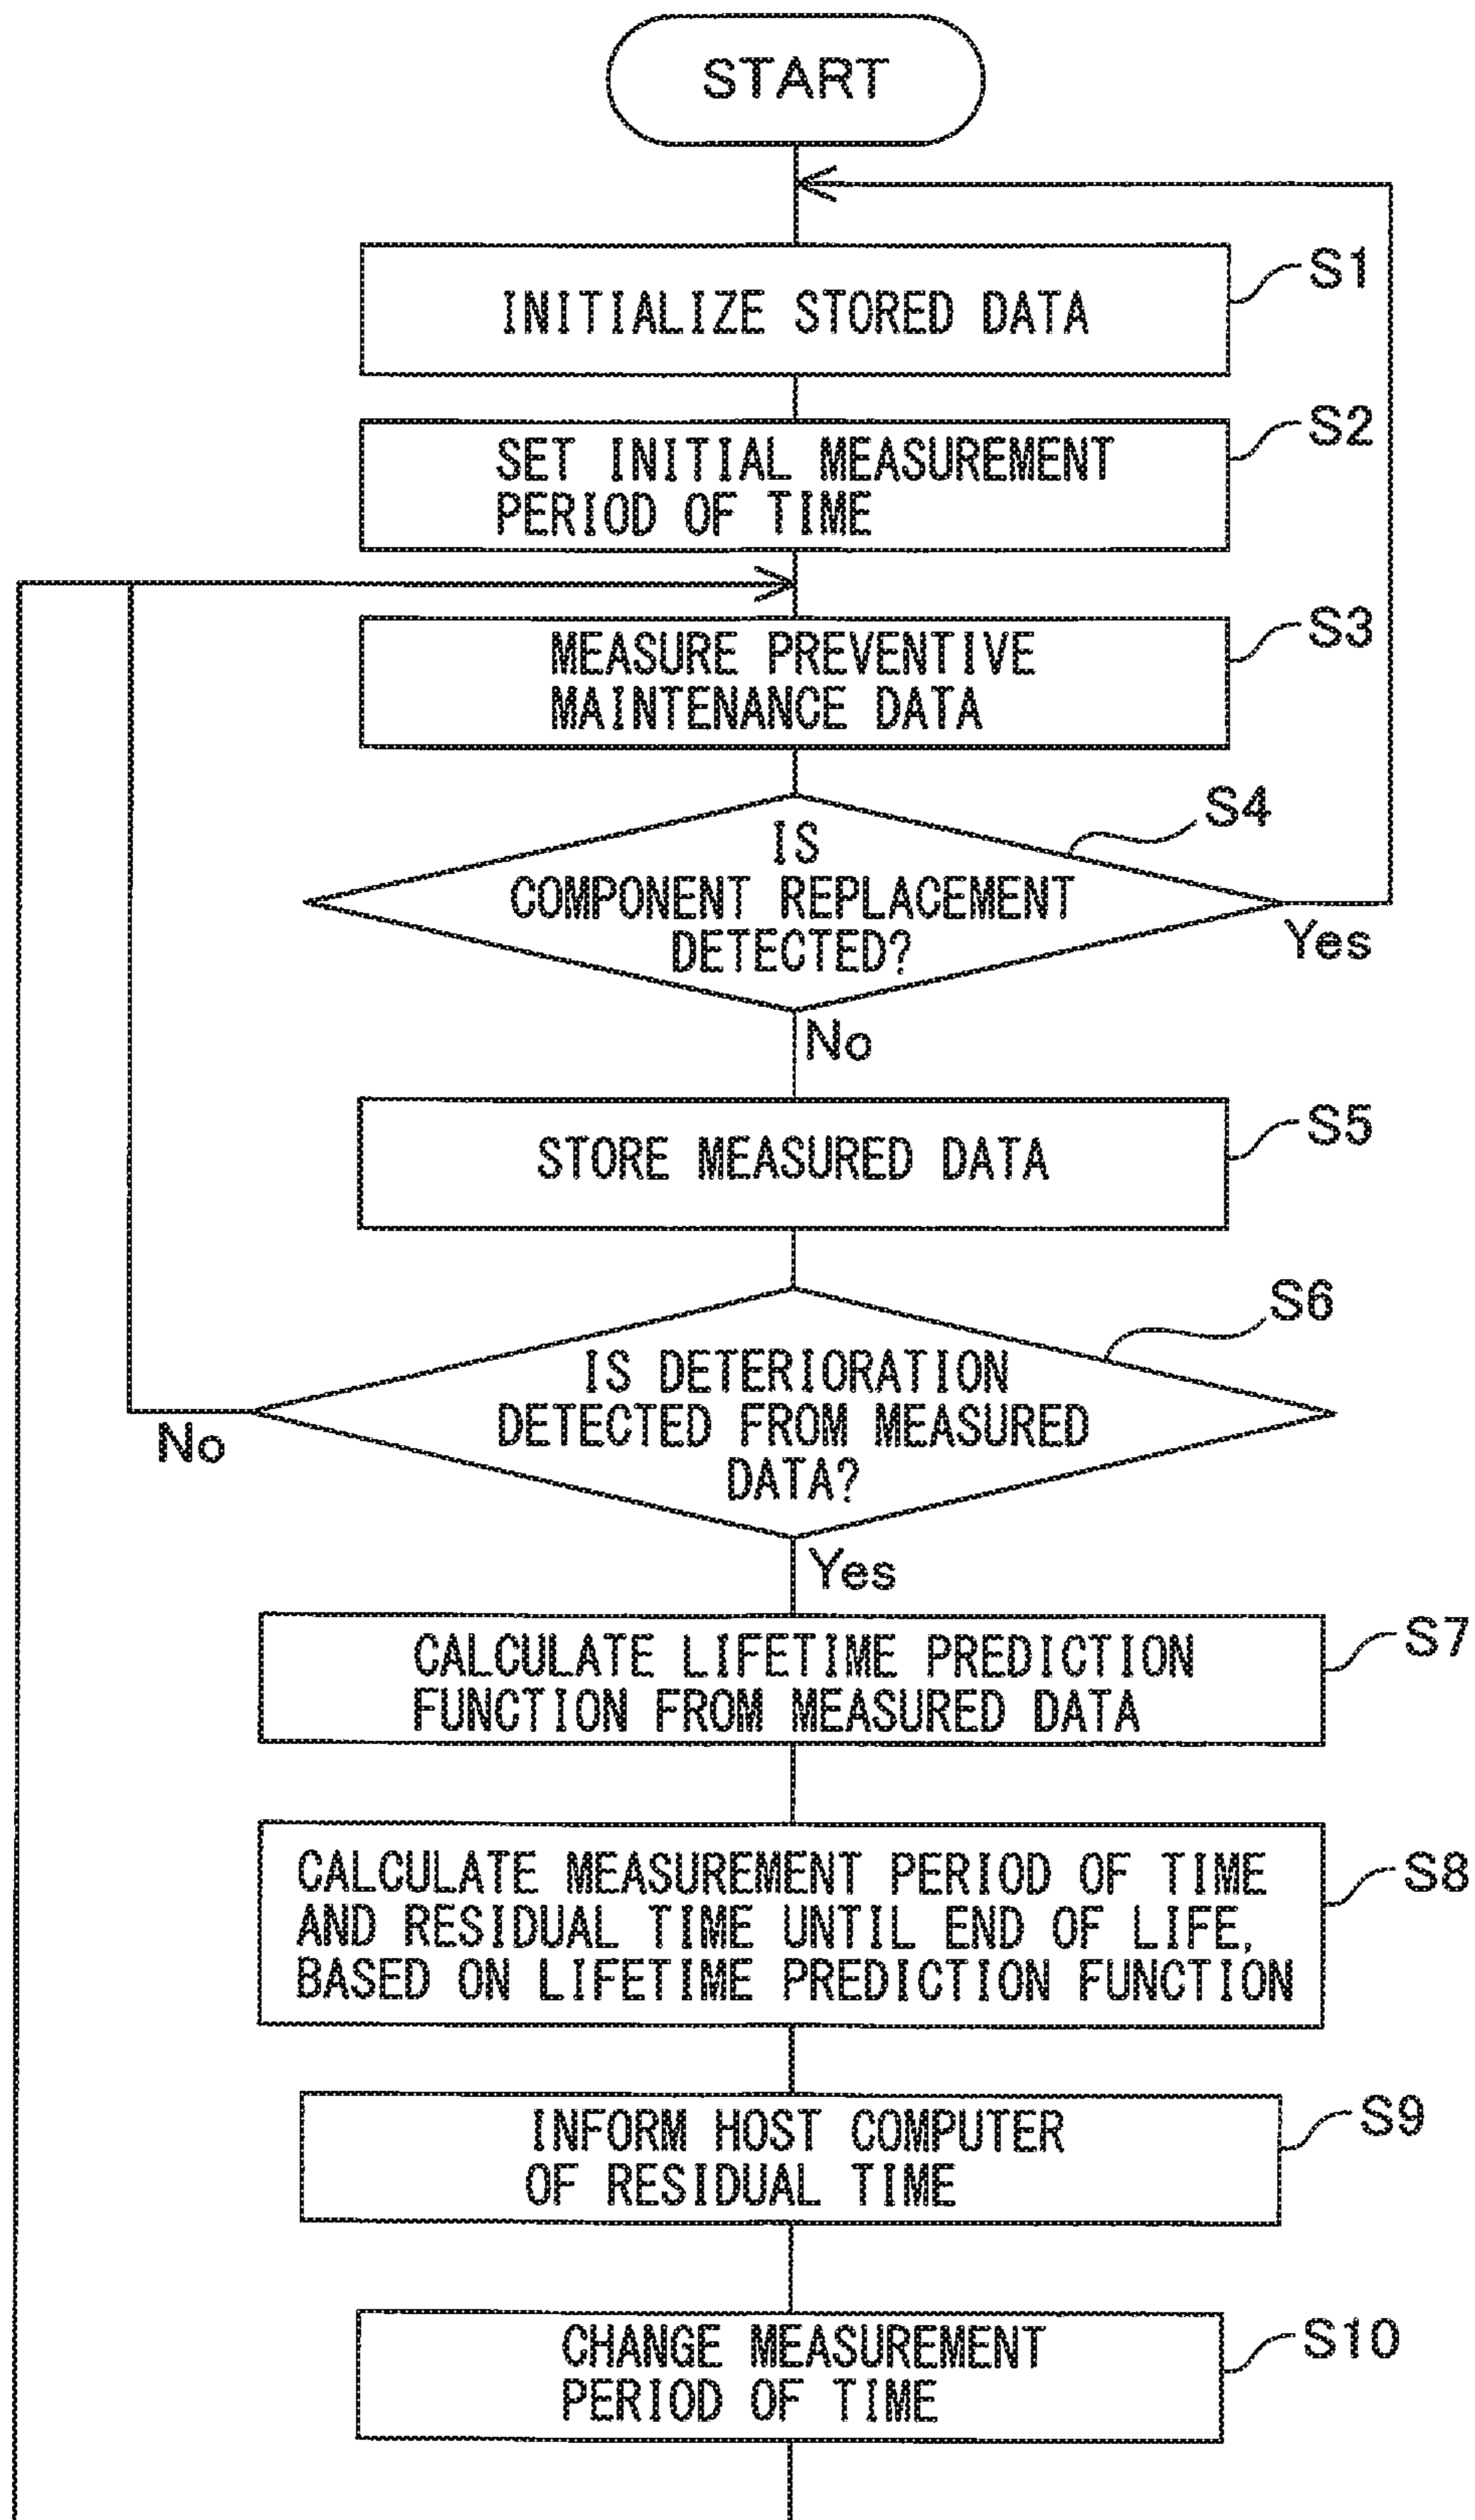 START
S1
INITIALIZE STORED DATA
S2
SET INITIAL MEASUREMENT
PERIOD OF TIME
S3
MEASURE PREVENTIVE
MAINTENANCE DATA
S4
IS
COMPONENT REPLACEMENT
DETECTED?
Yes
No
S5
STORE MEASURED DATA
S6
IS DETERIORATION
DETECTED FROM MEASURED
DATA?
No
Yes
S7
CALCULATE LIFETIME PREDICTION
FUNCTION FROM MEASURED DATA
S8
CALCULATE MEASUREMENT PERIOD OF TIME
AND RESIDUAL TIME UNTIL END OF LIFE,
BASED ON LIFETIME PREDICTION FUNCTION
S9
INFORM HOST COMPUTER
OF RESIDUAL TIME
S10
CHANGE MEASUREMENT
PERIOD OF TIME